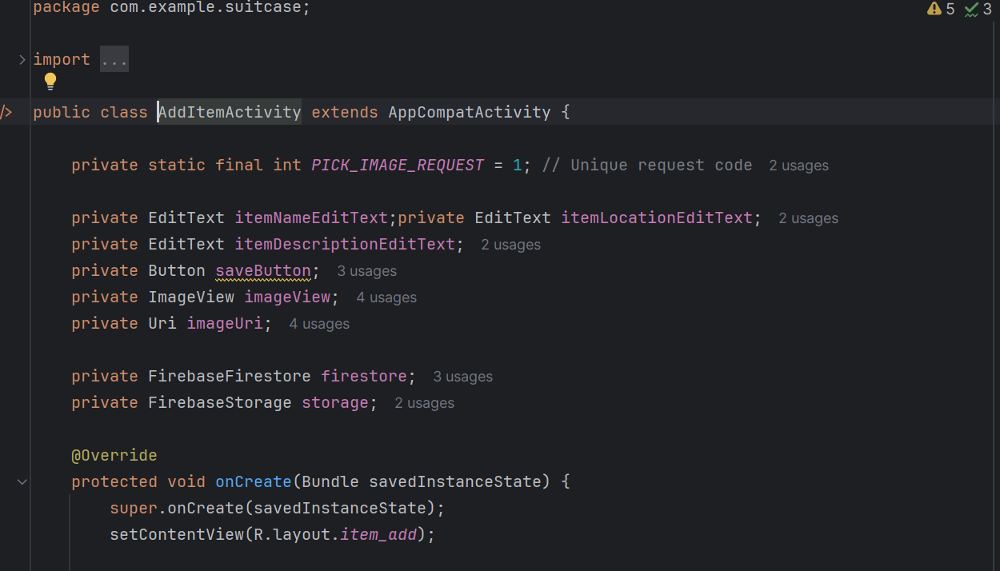 package com.example.suitcase;
5 3
import ...
/>
public class AddItemActivity extends AppCompatActivity {
private static final int PICK_IMAGE_REQUEST = 1; // Unique request code 2 usages
private EditText itemNameEditText;private EditText itemLocationEditText; 2 usages
private EditText itemDescriptionEditText; 2 usages
private Button saveButton; 3 usages
private ImageView imageView; 4 usages
private Uri imageUri; 4 usages
private FirebaseFirestore firestore; 3 usages
private FirebaseStorage storage; 2 usages
@Override
protected void onCreate(Bundle savedInstanceState) {
super.onCreate(savedInstanceState);
setContentView(R.layout.item_add);